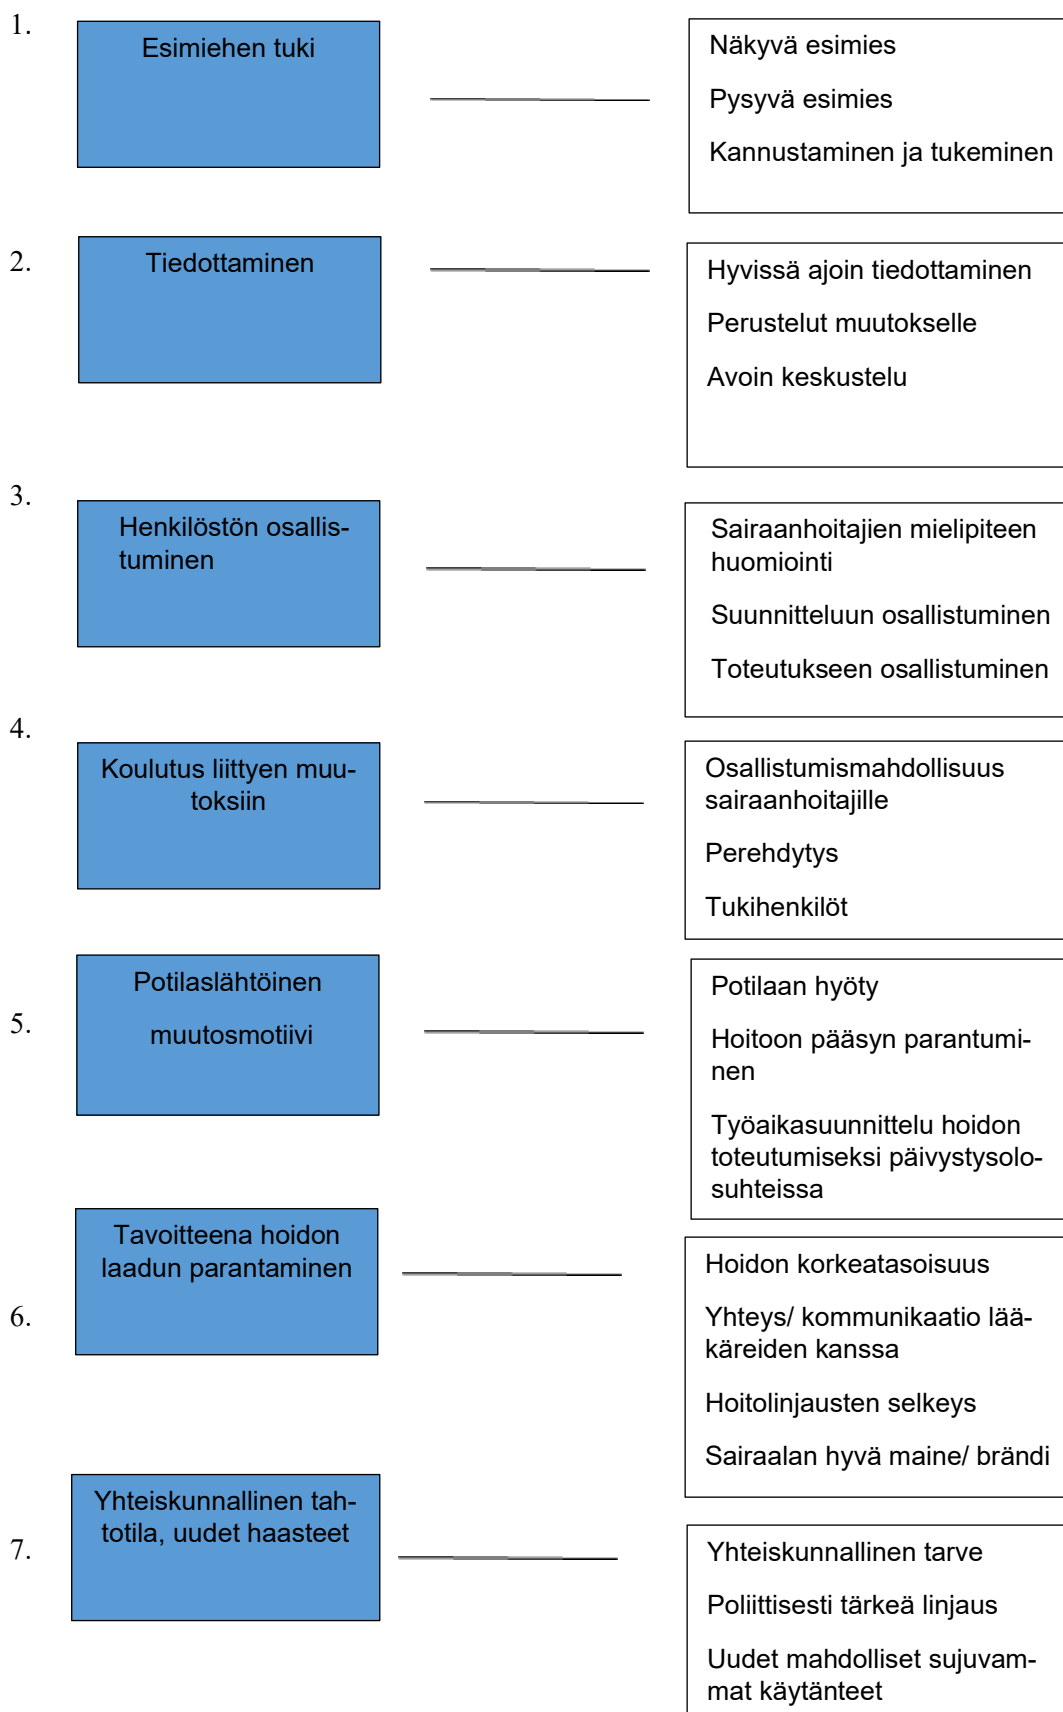 1.
Esimiehen tuki
Näkyvä esimies
Pysyvä esimies
Kannustaminen ja tukeminen
2.
Tiedottaminen
Hyvissä ajoin tiedottaminen
Perustelut muutokselle
Avoin keskustelu
3.
Henkilöstön osallis-
tuminen
Sairaanhoitajien mielipiteen
huomiointi
Suunnitteluun osallistuminen
Toteutukseen osallistuminen
4.
Koulutus liittyen muu-
toksiin
Osallistumismahdollisuus
sairaanhoitajille
Perehdytys
Tukihenkilöt
5.
Potilaslähtöinen
muutosmotiivi
Potilaan hyöty
Hoitoon pääsyn parantumi-
nen
Työaikasuunnittelu hoidon
toteutumiseksi päivystysolo-
suhteissa
6.
Tavoitteena hoidon
laadun parantaminen
Hoidon korkeatasoisuus
Yhteys/ kommunikaatio lää-
käreiden kanssa
Hoitolinjausten selkeys
Sairaalan hyvä maine/ brändi
7.
Yhteiskunnallinen tah-
totila, uudet haasteet
Yhteiskunnallinen tarve
Poliittisesti tärkeä linjaus
Uudet mahdolliset sujuvam-
mat käytänteet